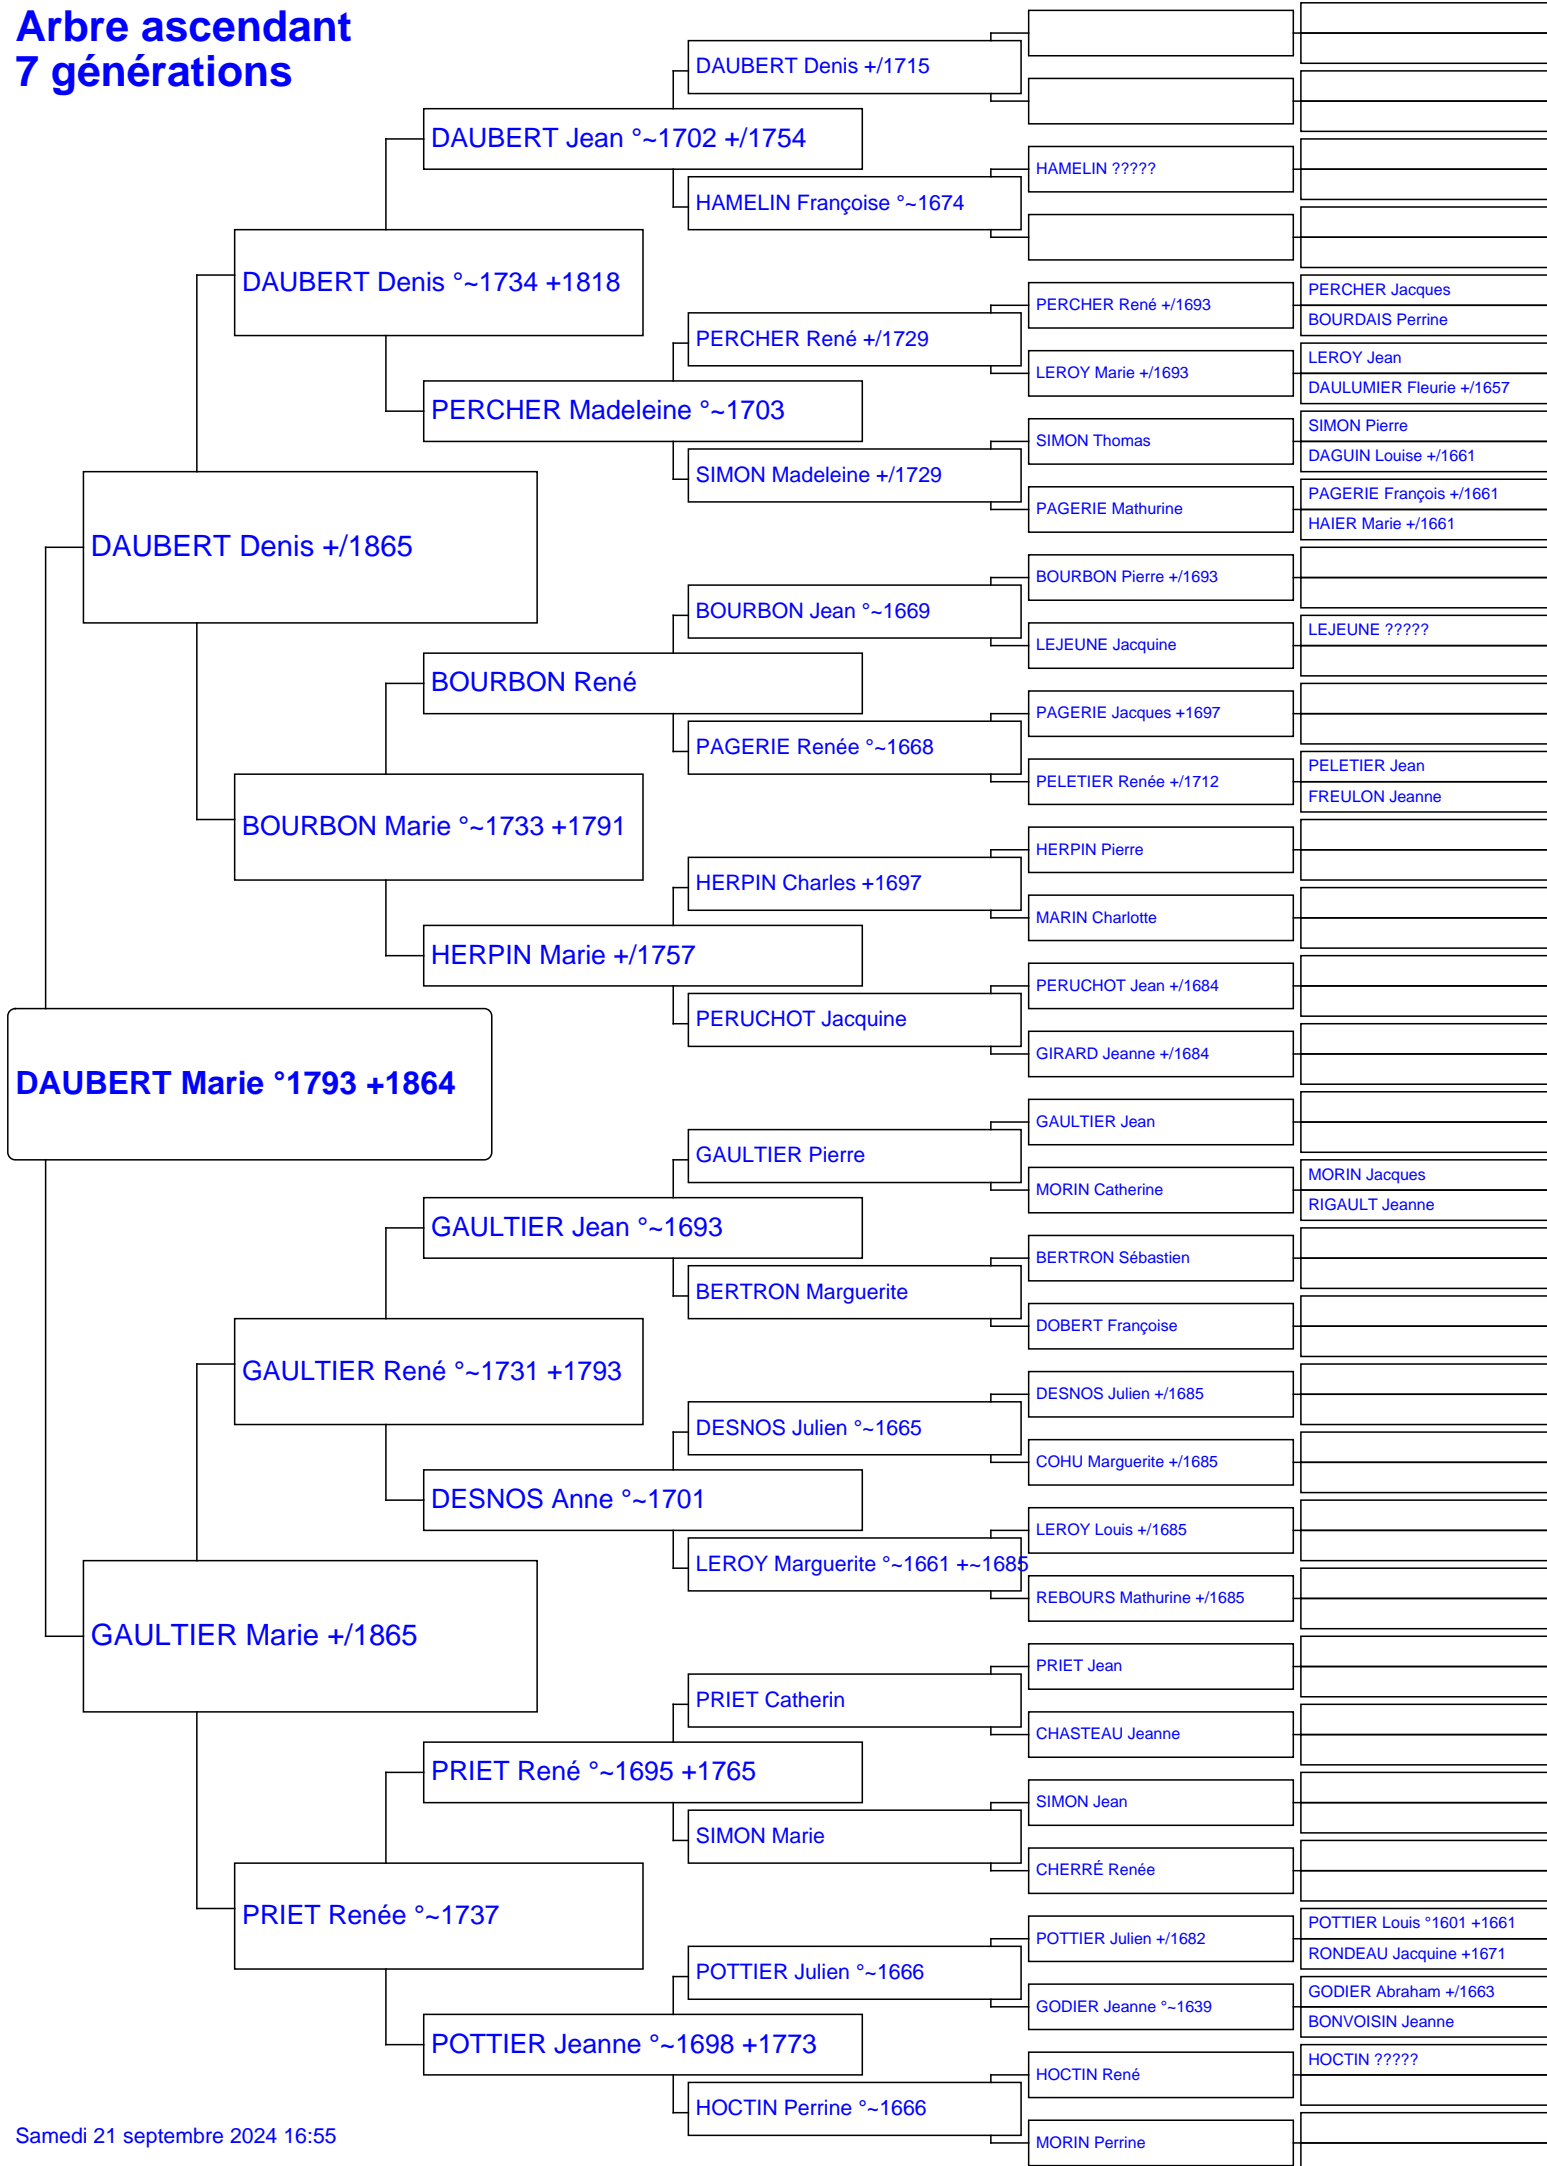 Arbre ascendant
7 générations
DAUBERT Marie °1793 +1864
DAUBERT Denis +/1865
GAULTIER Marie +/1865
DAUBERT Denis °~1734 +1818
BOURBON Marie °~1733 +1791
GAULTIER René °~1731 +1793
PRIET Renée °~1737
DAUBERT Jean °~1702 +/1754
PERCHER Madeleine °~1703
BOURBON René
HERPIN Marie +/1757
GAULTIER Jean °~1693
DESNOS Anne °~1701
PRIET René °~1695 +1765
POTTIER Jeanne °~1698 +1773
DAUBERT Denis +/1715
HAMELIN Françoise °~1674
PERCHER René +/1729
SIMON Madeleine +/1729
BOURBON Jean °~1669
PAGERIE Renée °~1668
HERPIN Charles +1697
PERUCHOT Jacquine
GAULTIER Pierre
BERTRON Marguerite
DESNOS Julien °~1665
LEROY Marguerite °~1661 +~1685
PRIET Catherin
SIMON Marie
POTTIER Julien °~1666
HOCTIN Perrine °~1666
HAMELIN ?????
PERCHER René +/1693
LEROY Marie +/1693
SIMON Thomas
PAGERIE Mathurine
BOURBON Pierre +/1693
LEJEUNE Jacquine
PAGERIE Jacques +1697
PELETIER Renée +/1712
HERPIN Pierre
MARIN Charlotte
PERUCHOT Jean +/1684
GIRARD Jeanne +/1684
GAULTIER Jean
MORIN Catherine
BERTRON Sébastien
DOBERT Françoise
DESNOS Julien +/1685
COHU Marguerite +/1685
LEROY Louis +/1685
REBOURS Mathurine +/1685
PRIET Jean
CHASTEAU Jeanne
SIMON Jean
CHERRÉ Renée
POTTIER Julien +/1682
GODIER Jeanne °~1639
HOCTIN René
MORIN Perrine
PERCHER Jacques
BOURDAIS Perrine
LEROY Jean
DAULUMIER Fleurie +/1657
SIMON Pierre
DAGUIN Louise +/1661
PAGERIE François +/1661
HAIER Marie +/1661
LEJEUNE ?????
PELETIER Jean
FREULON Jeanne
MORIN Jacques
RIGAULT Jeanne
POTTIER Louis °1601 +1661
RONDEAU Jacquine +1671
GODIER Abraham +/1663
BONVOISIN Jeanne
HOCTIN ?????
Samedi 21 septembre 2024 16:55